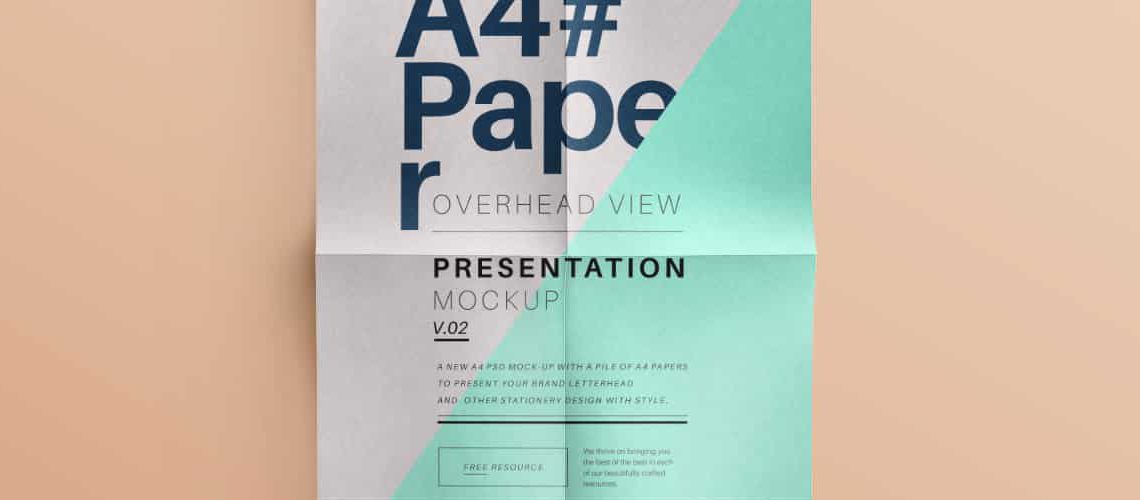 A4#
Pape
r
OVERHEAD VIEW
PRESENTATION
MOCKUP
V.02
A NEW A4 PSD MOCK-UP WITH A PILE OF A4 PAPERS
TO PRESENT YOUR BRAND LETTERHEAD
AND OTHER STATIONERY DESIGN WITH STYLE.
FREE RESOURCE
We thrive on bringing you
the best of the best in each
of our beautifully crafted
resources.